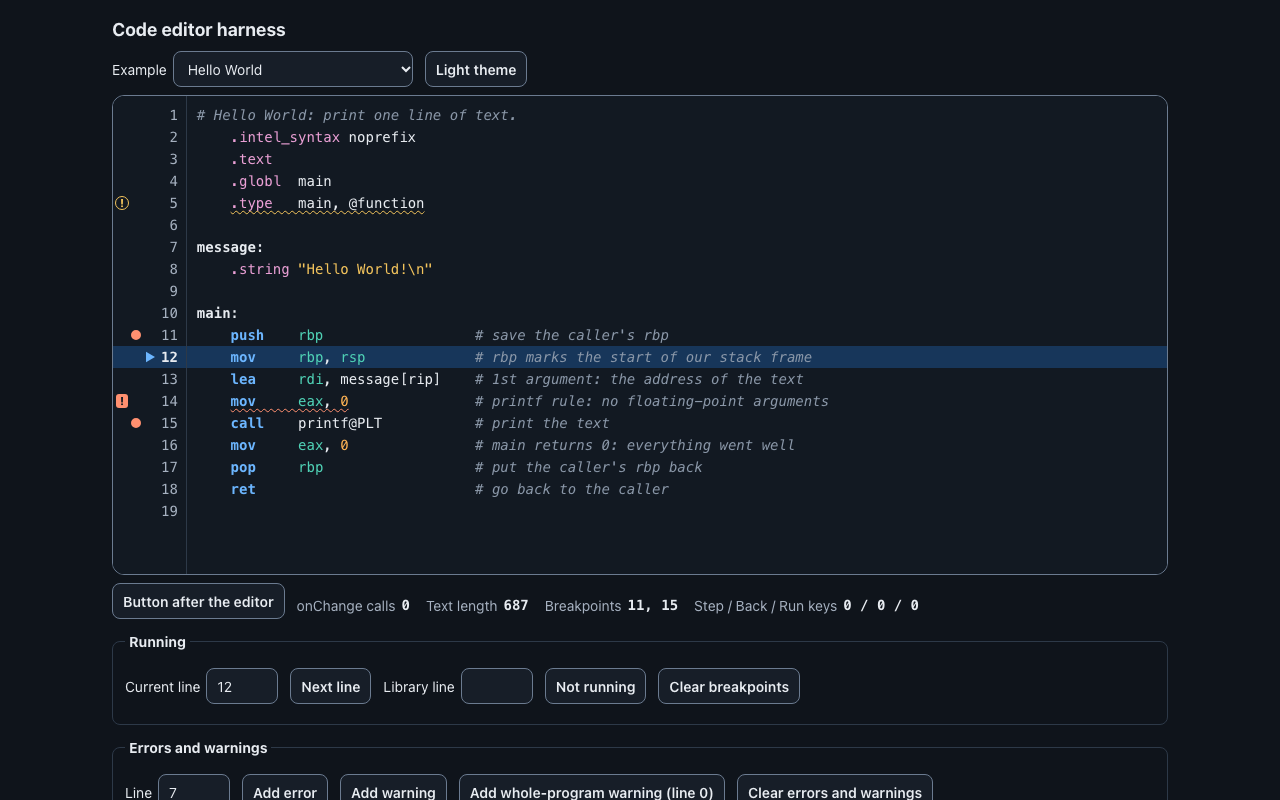 Code editor harness
Example Hello World Light theme
1 # Hello World: print one line of text.
2 .intel_syntax noprefix
3 .text
4 .globl main
! 5 .type main, @function
6
7 message:
8 .string "Hello World!\n"
9
10 main:
11 push rbp # save the caller's rbp
12 mov rbp, rsp # rbp marks the start of our stack frame
13 lea rdi, message[rip] # 1st argument: the address of the text
! 14 mov eax, 0 # printf rule: no floating-point arguments
15 call printf@PLT # print the text
16 mov eax, 0 # main returns 0: everything went well
17 pop rbp # put the caller's rbp back
18 ret # go back to the caller
19
Button after the editor onChange calls 0 Text length 687 Breakpoints 11, 15 Step / Back / Run keys 0 / 0 / 0
Running
Current line 12 Next line Library line Not running Clear breakpoints
Errors and warnings
Line 7 Add error Add warning Add whole-program warning (line 0) Clear errors and warnings